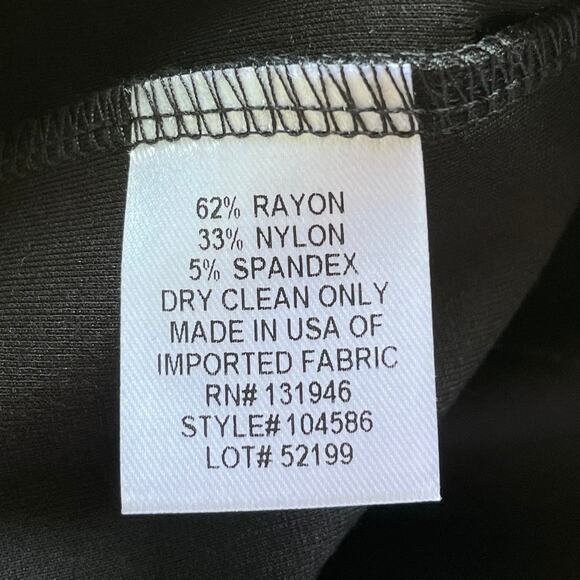 62% RAYON
33% NYLON
5% SPANDEX
DRY CLEAN ONLY
MADE IN USA OF
IMPORTED FABRIC
RN# 131946
STYLE#104586
LOT# 52199